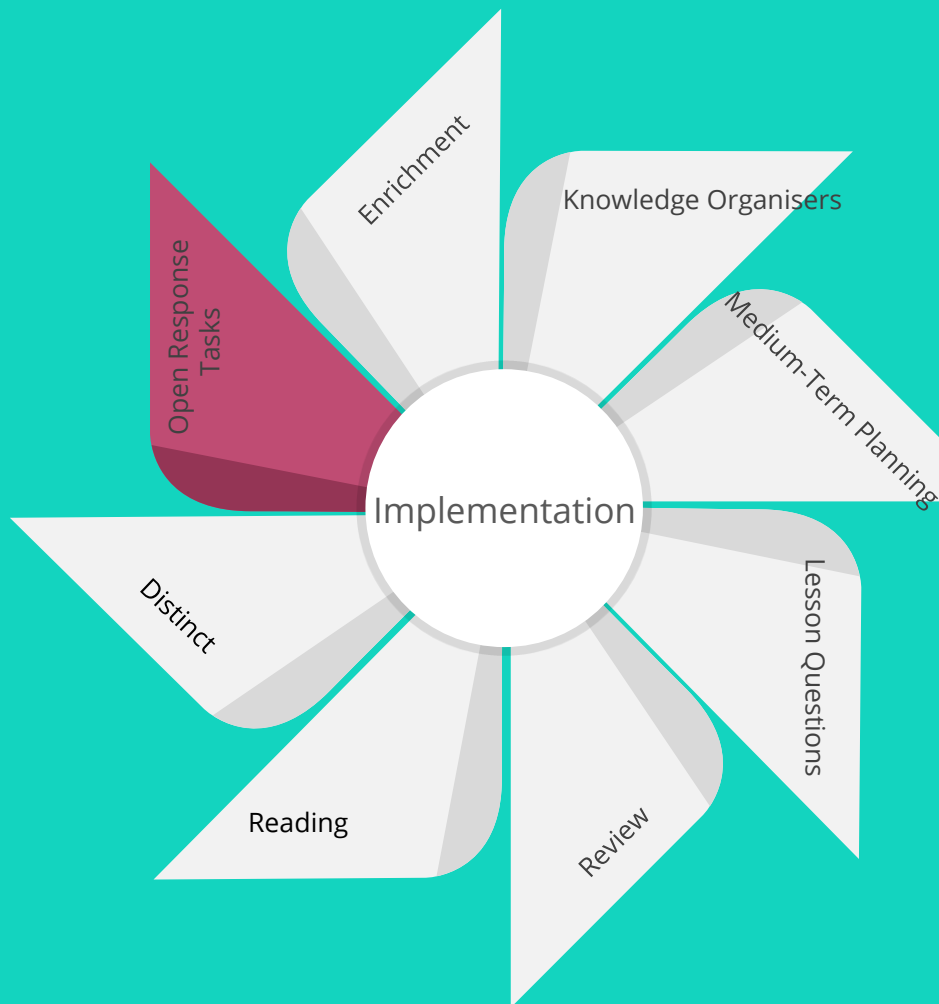 Enrichment
Knowledge Organisers
Medium-Term Planning
Lesson Questions
Review
Reading
Distinct
Open Response
Tasks
Implementation